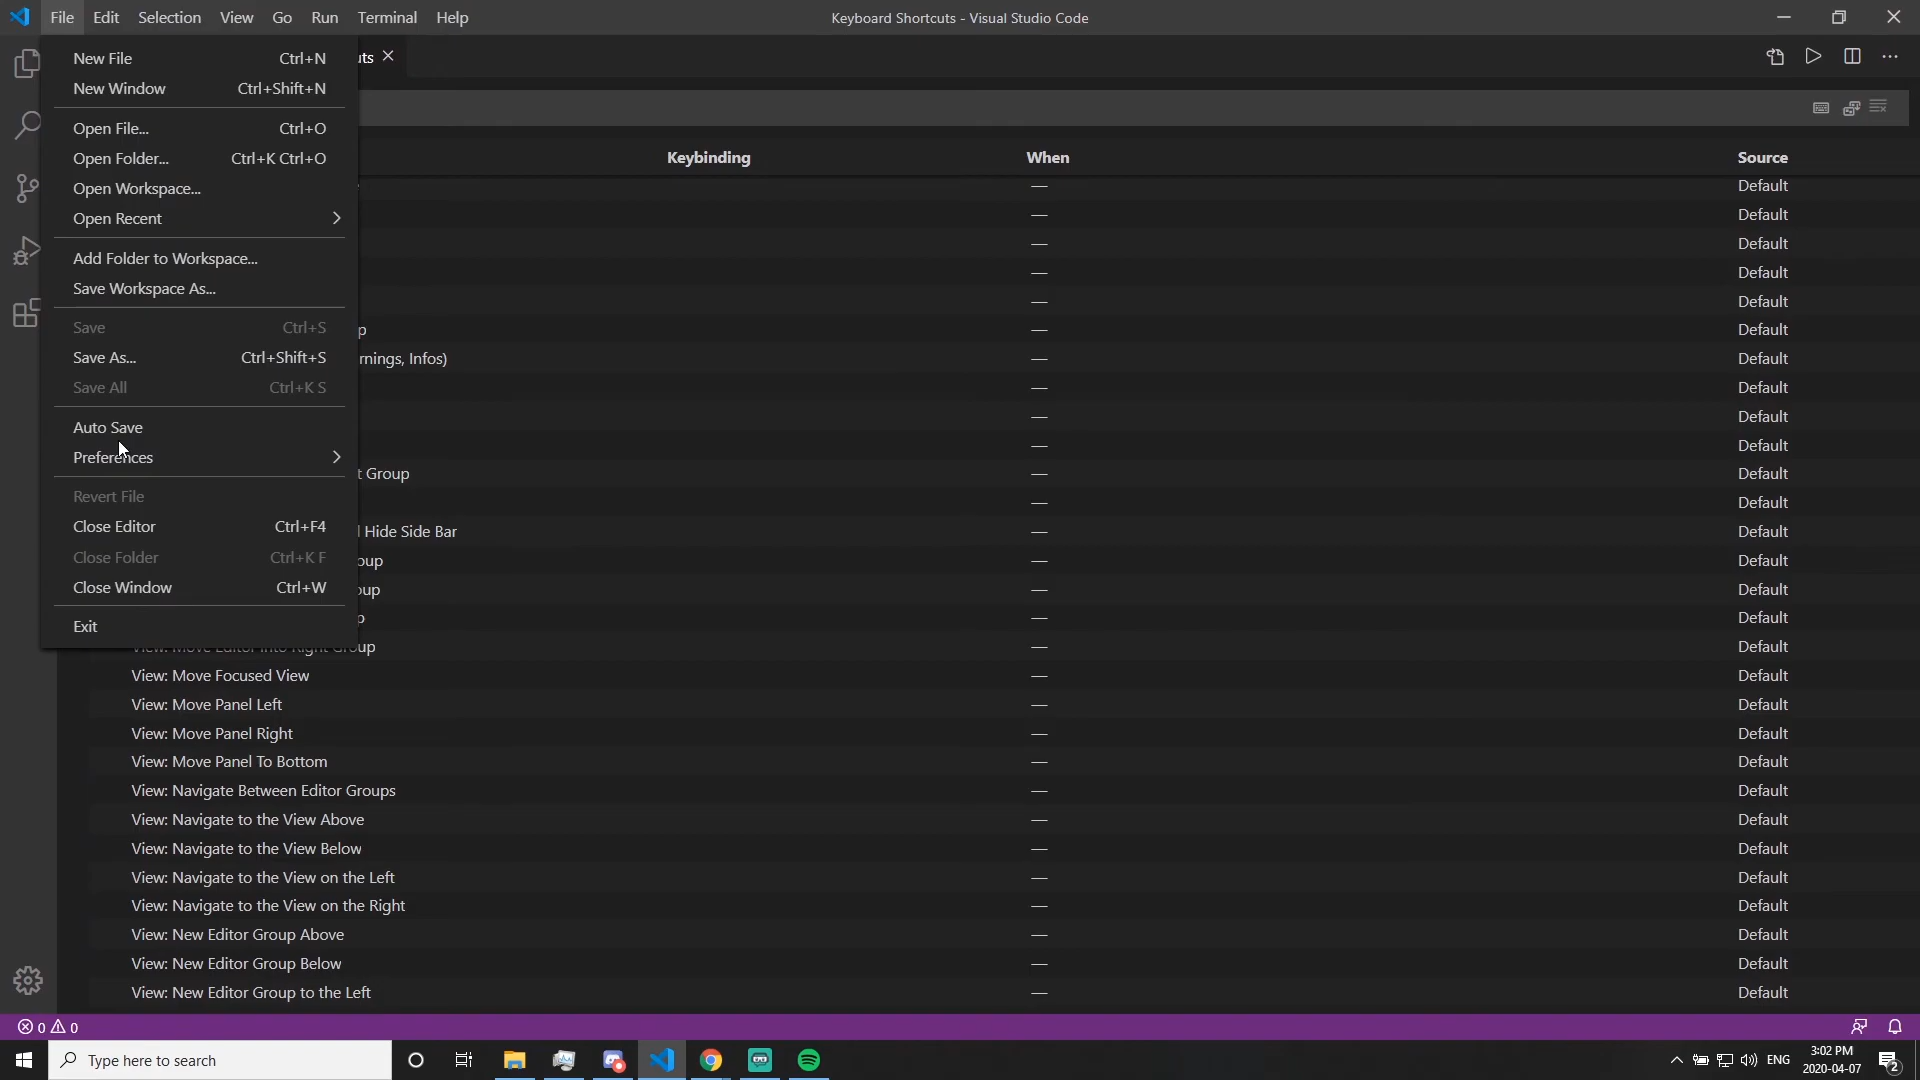 File Edit Selection View Go Run Terminal Help
Keyboard Shortcuts - Visual Studio Code
New File Ctrl+N
uts
New Window Ctrl+Shift+N
Open File... Ctrl+O
Open Folder... Ctrl+K Ctrl+O
Keybinding When Source
Open Workspace...
— Default
Open Recent
— Default
— Default
Add Folder to Workspace...
— Default
Save Workspace As...
— Default
Save Ctrl+S
p — Default
Save As... Ctrl+Shift+S
rnings, Infos) — Default
Save All Ctrl+K S
— Default
— Default
Auto Save
— Default
Preferences
t Group — Default
Revert File
— Default
Close Editor Ctrl+F4
Hide Side Bar — Default
Close Folder Ctrl+K F
oup — Default
Close Window Ctrl+W
oup — Default
Exit
p — Default
View: Move Editor into Right Group — Default
View: Move Focused View — Default
View: Move Panel Left — Default
View: Move Panel Right — Default
View: Move Panel To Bottom — Default
View: Navigate Between Editor Groups — Default
View: Navigate to the View Above — Default
View: Navigate to the View Below — Default
View: Navigate to the View on the Left — Default
View: Navigate to the View on the Right — Default
View: New Editor Group Above — Default
View: New Editor Group Below — Default
View: New Editor Group to the Left — Default
0 0
Type here to search
ENG
3:02 PM
2020-04-07
2